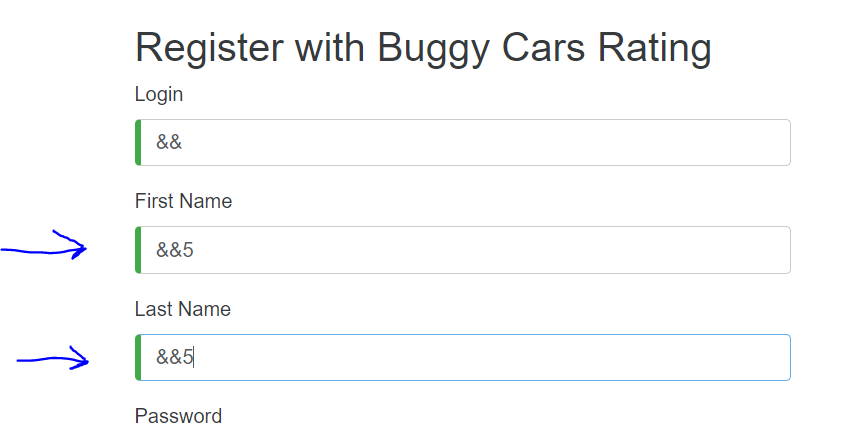 Register with Buggy Cars Rating
Login
&&
First Name
&&5
Last Name
&&5
Password